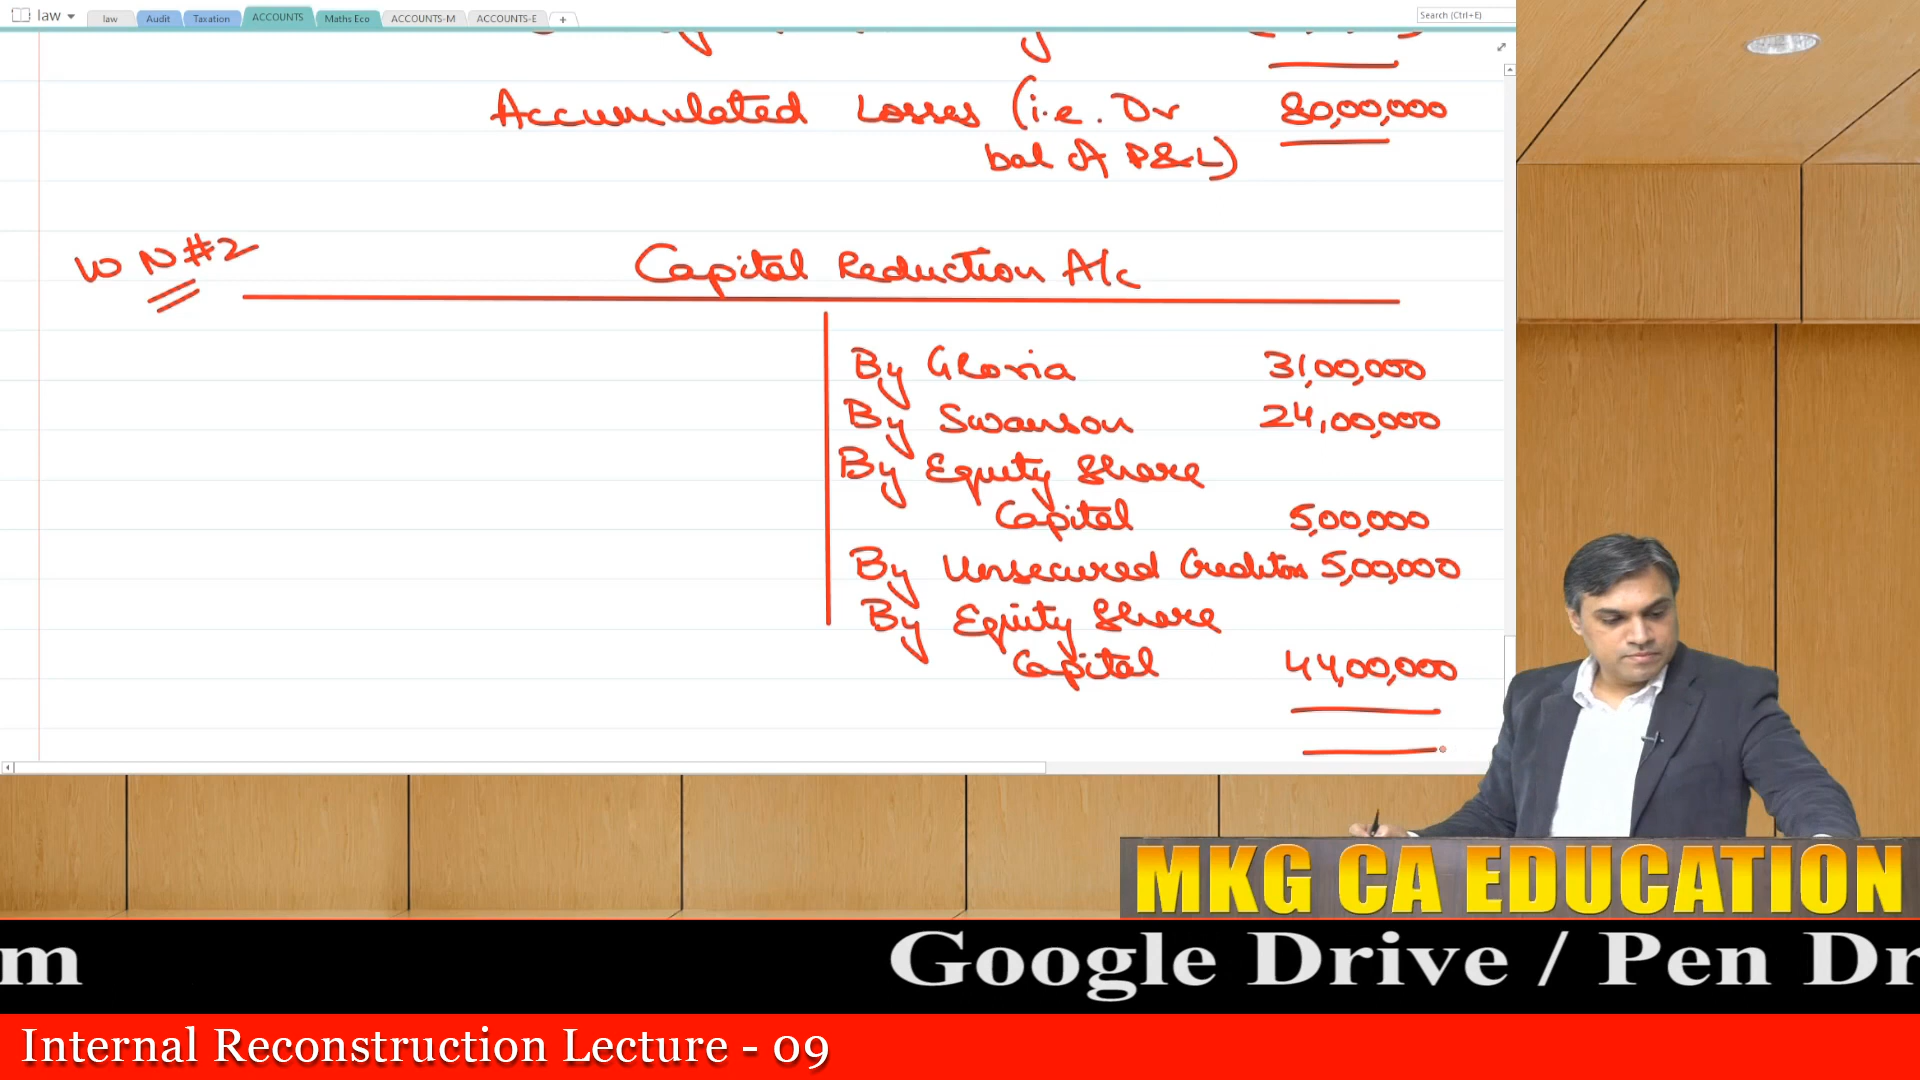 law
law Audit Taxation ACCOUNTS Maths Eco ACCOUNTS-M ACCOUNTS-E +
Search (Ctrl+E)
Accumulated Losses (i.e. Dr 80,00,000
bal of P&L)
W N#2
Capital Reduction A/c
By Gloria 31,00,000
By Swanson 24,00,000
By Equity Share
Capital 5,00,000
By Unsecured Creditors 5,00,000
By Equity Share
Capital 44,00,000
MKG CA EDUCATION
m Google Drive / Pen Dr
Internal Reconstruction Lecture - 09